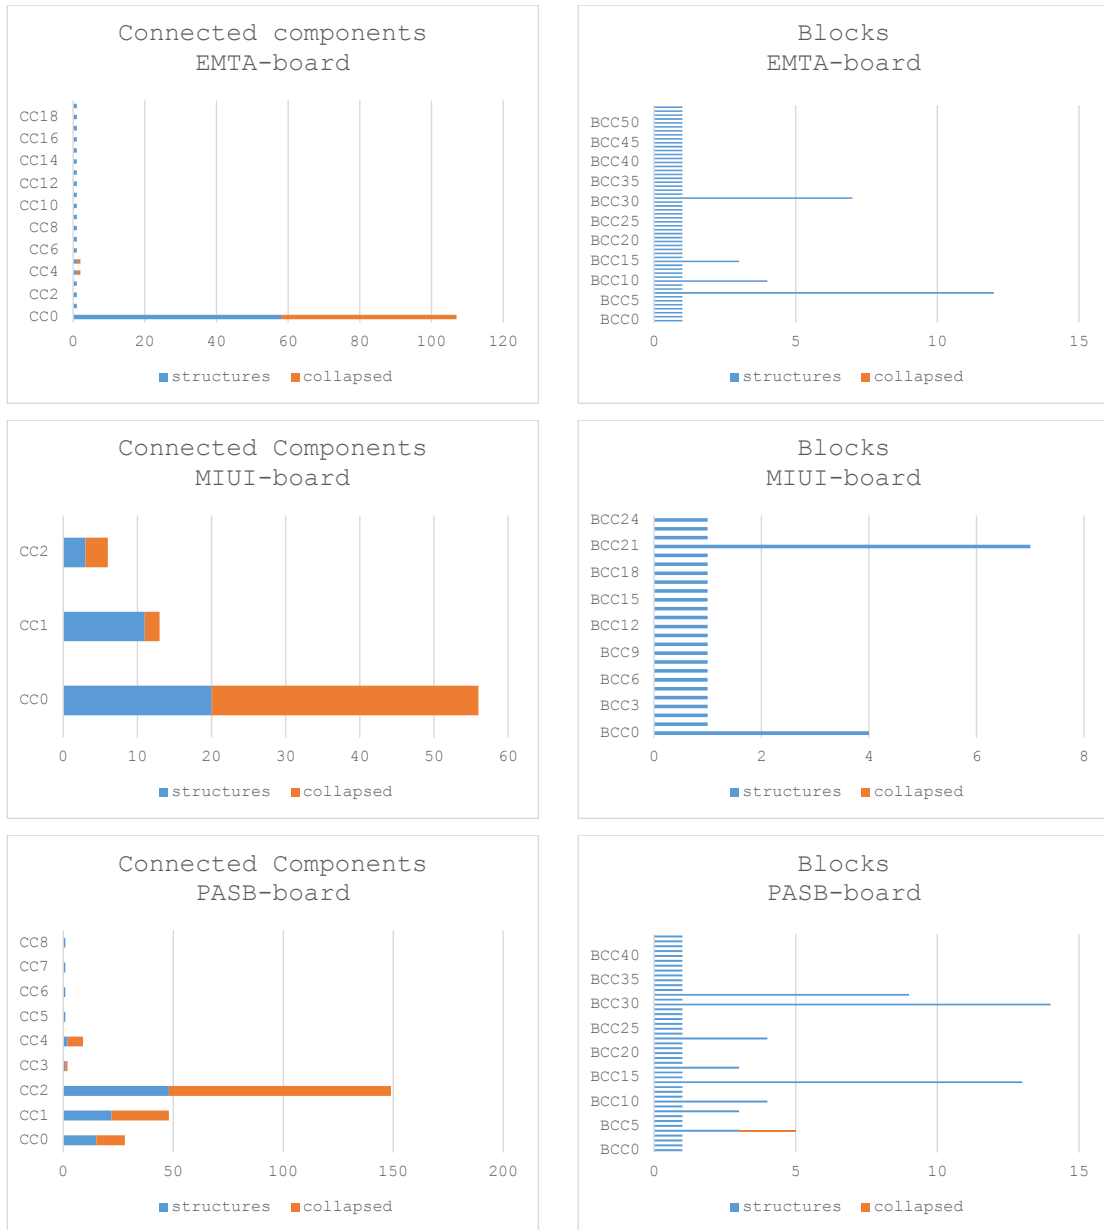 Connected components
EMTA-board
CC18
CC16
CC14
CC12
CC10
CC8
CC6
CC4
CC2
CC0
0 20 40 60 80 100 120
structures collapsed
Blocks
EMTA-board
BCC50
BCC45
BCC40
BCC35
BCC30
BCC25
BCC20
BCC15
BCC10
BCC5
BCC0
0 5 10 15
structures collapsed
Connected Components
MIUI-board
CC2
CC1
CC0
0 10 20 30 40 50 60
structures collapsed
Blocks
MIUI-board
BCC24
BCC21
BCC18
BCC15
BCC12
BCC9
BCC6
BCC3
BCC0
0 2 4 6 8
structures collapsed
Connected Components
PASB-board
CC8
CC7
CC6
CC5
CC4
CC3
CC2
CC1
CC0
0 50 100 150 200
structures collapsed
Blocks
PASB-board
BCC40
BCC35
BCC30
BCC25
BCC20
BCC15
BCC10
BCC5
BCC0
0 5 10 15
structures collapsed